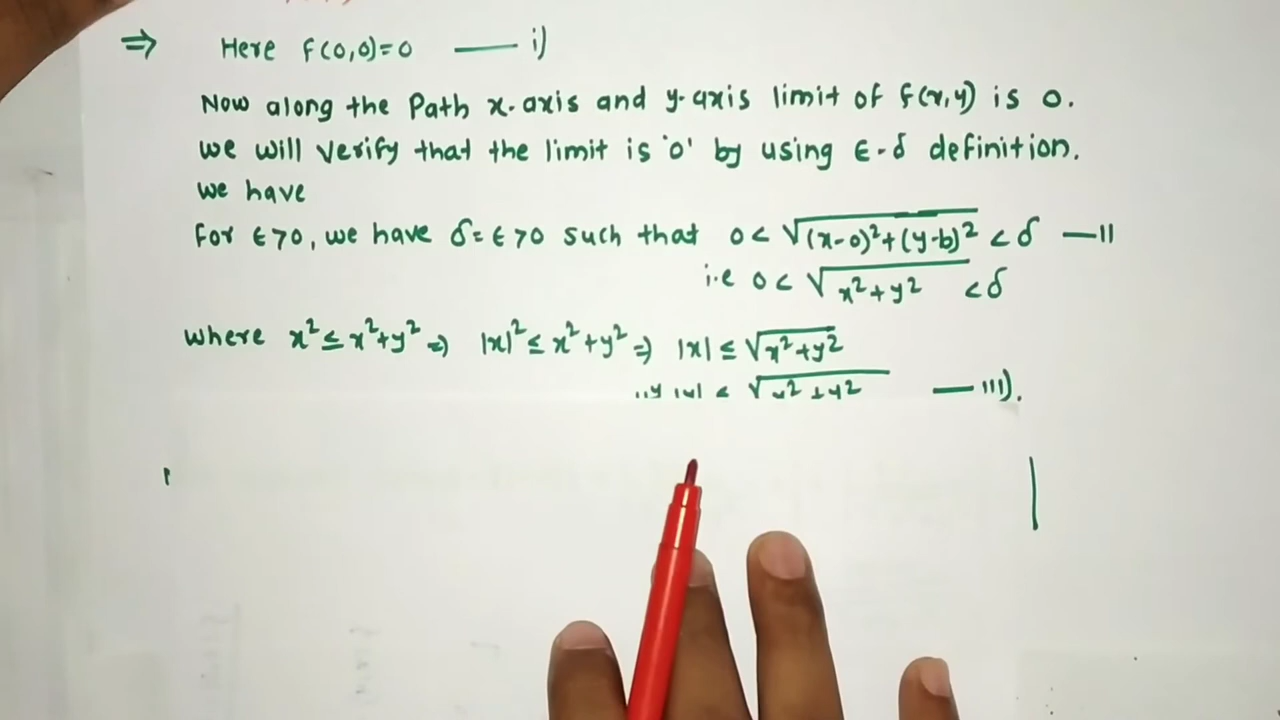 ⇒ Here f(0,0)=0 —— i)
Now along the Path x-axis and y-axis limit of f(x,y) is 0.
we will verify that the limit is '0' by using ϵ-δ definition.
we have
For ϵ>0, we have δ=ϵ>0 such that 0<√(x-0)²+(y-b)² <δ —11
i.e 0<√x²+y² <δ
where x²≤x²+y² ⇒ |x|²≤x²+y² ⇒ |x|≤√x²+y²
—111).